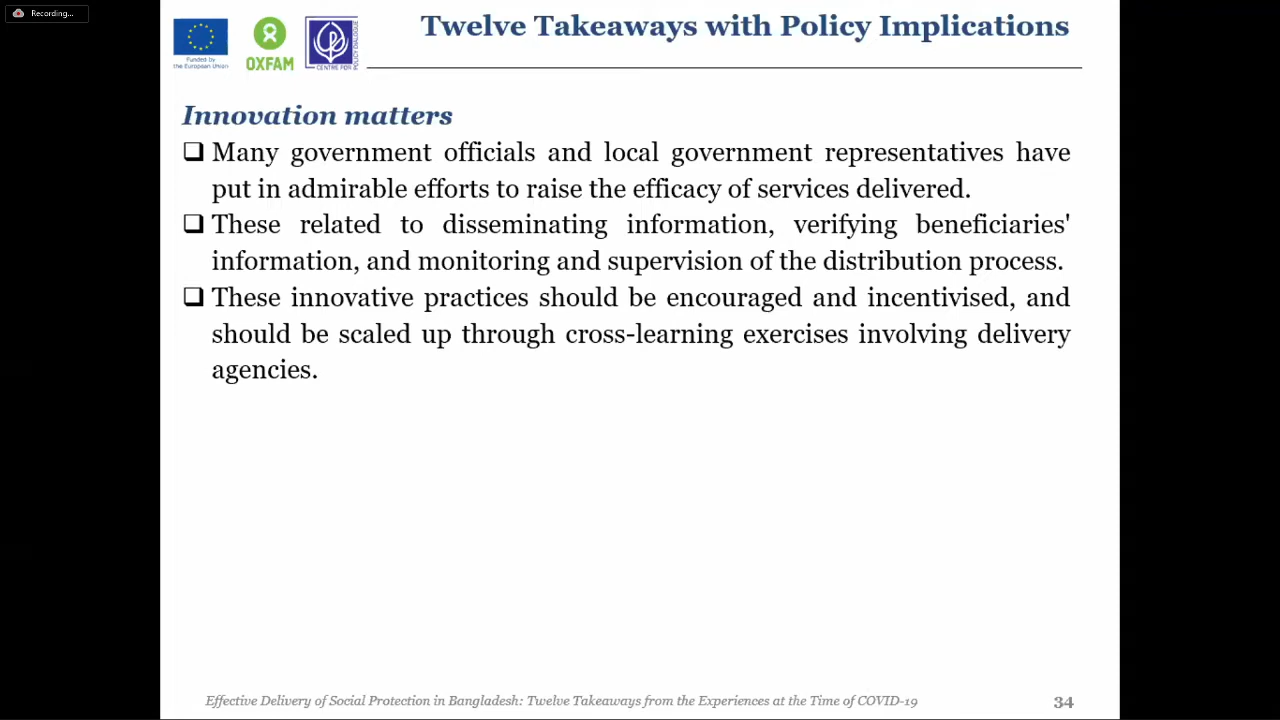 Recording...
Twelve Takeaways with Policy Implications
Funded by
the European Union
OXFAM
CENTRE FOR
POLICY DIALOGUE
Innovation matters
Many government officials and local government representatives have
put in admirable efforts to raise the efficacy of services delivered.
These related to disseminating information, verifying beneficiaries'
information, and monitoring and supervision of the distribution process.
These innovative practices should be encouraged and incentivised, and
should be scaled up through cross-learning exercises involving delivery
agencies.
Effective Delivery of Social Protection in Bangladesh: Twelve Takeaways from the Experiences at the Time of COVID-19
34